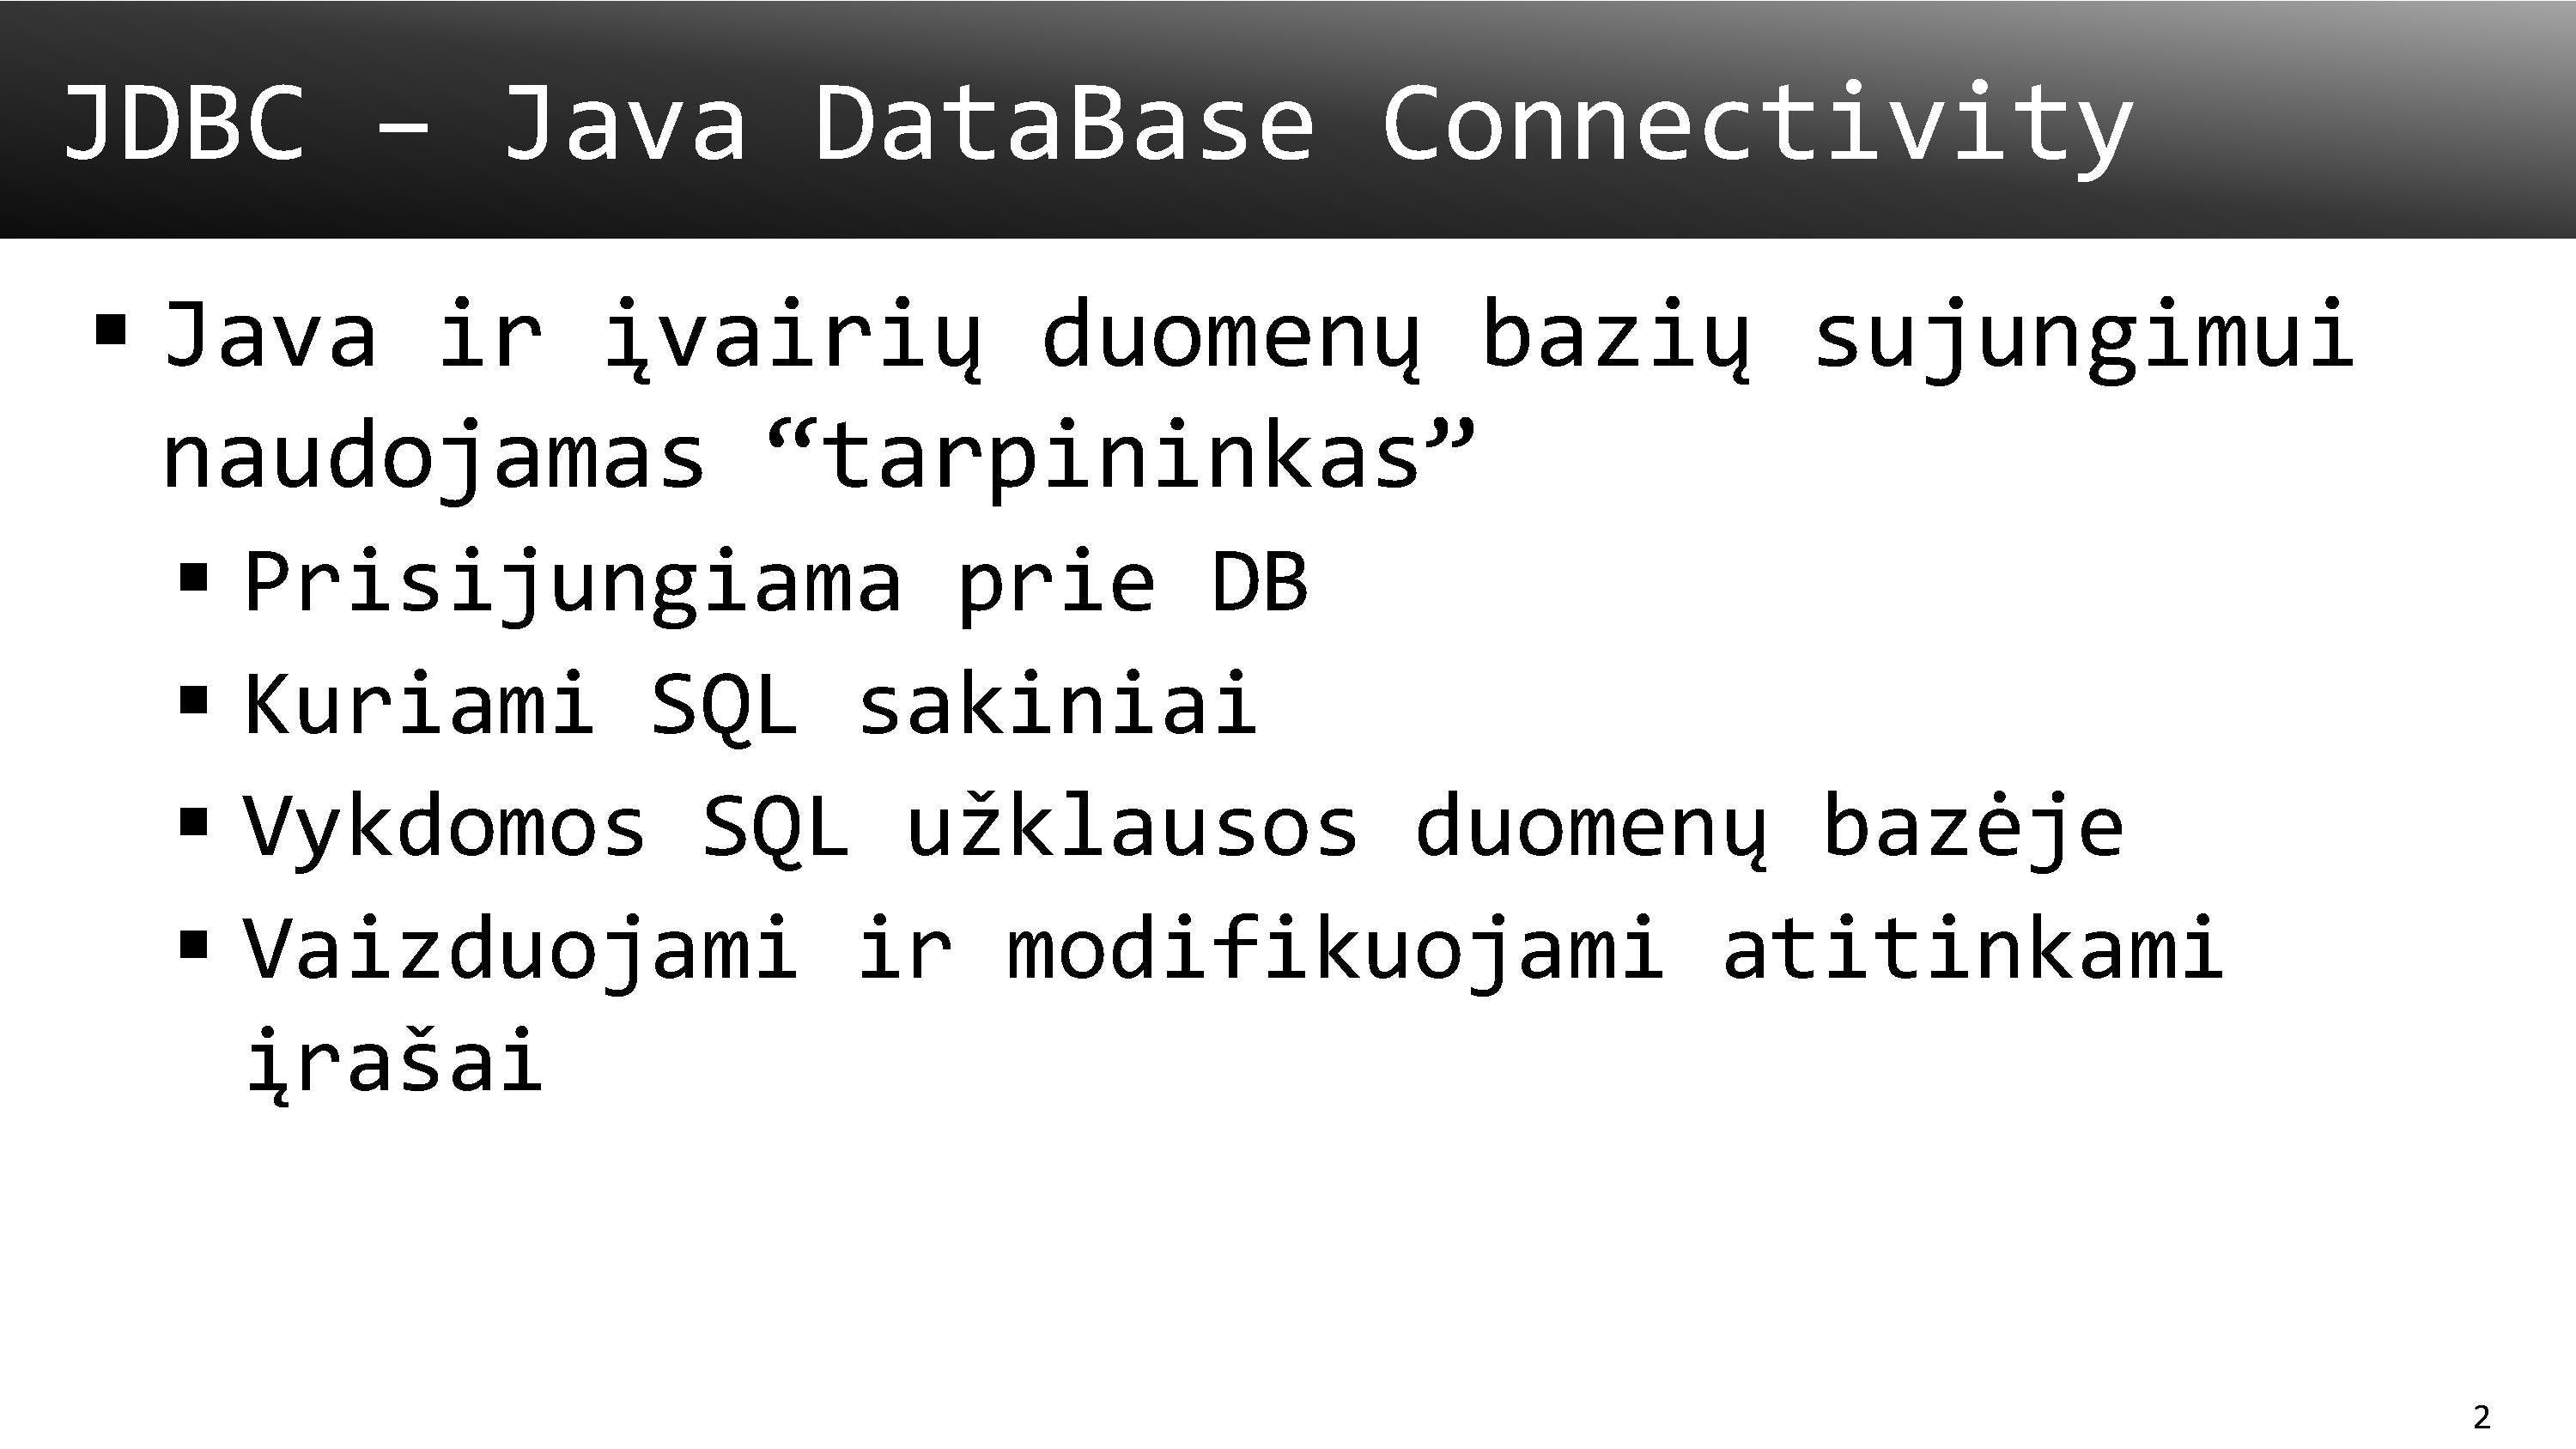 JDBC – Java DataBase Connectivity
▪ Java ir įvairių duomenų bazių sujungimui
naudojamas “tarpininkas”
▪ Prisijungiama prie DB
▪ Kuriami SQL sakiniai
▪ Vykdomos SQL užklausos duomenų bazėje
▪ Vaizduojami ir modifikuojami atitinkami
įrašai
2